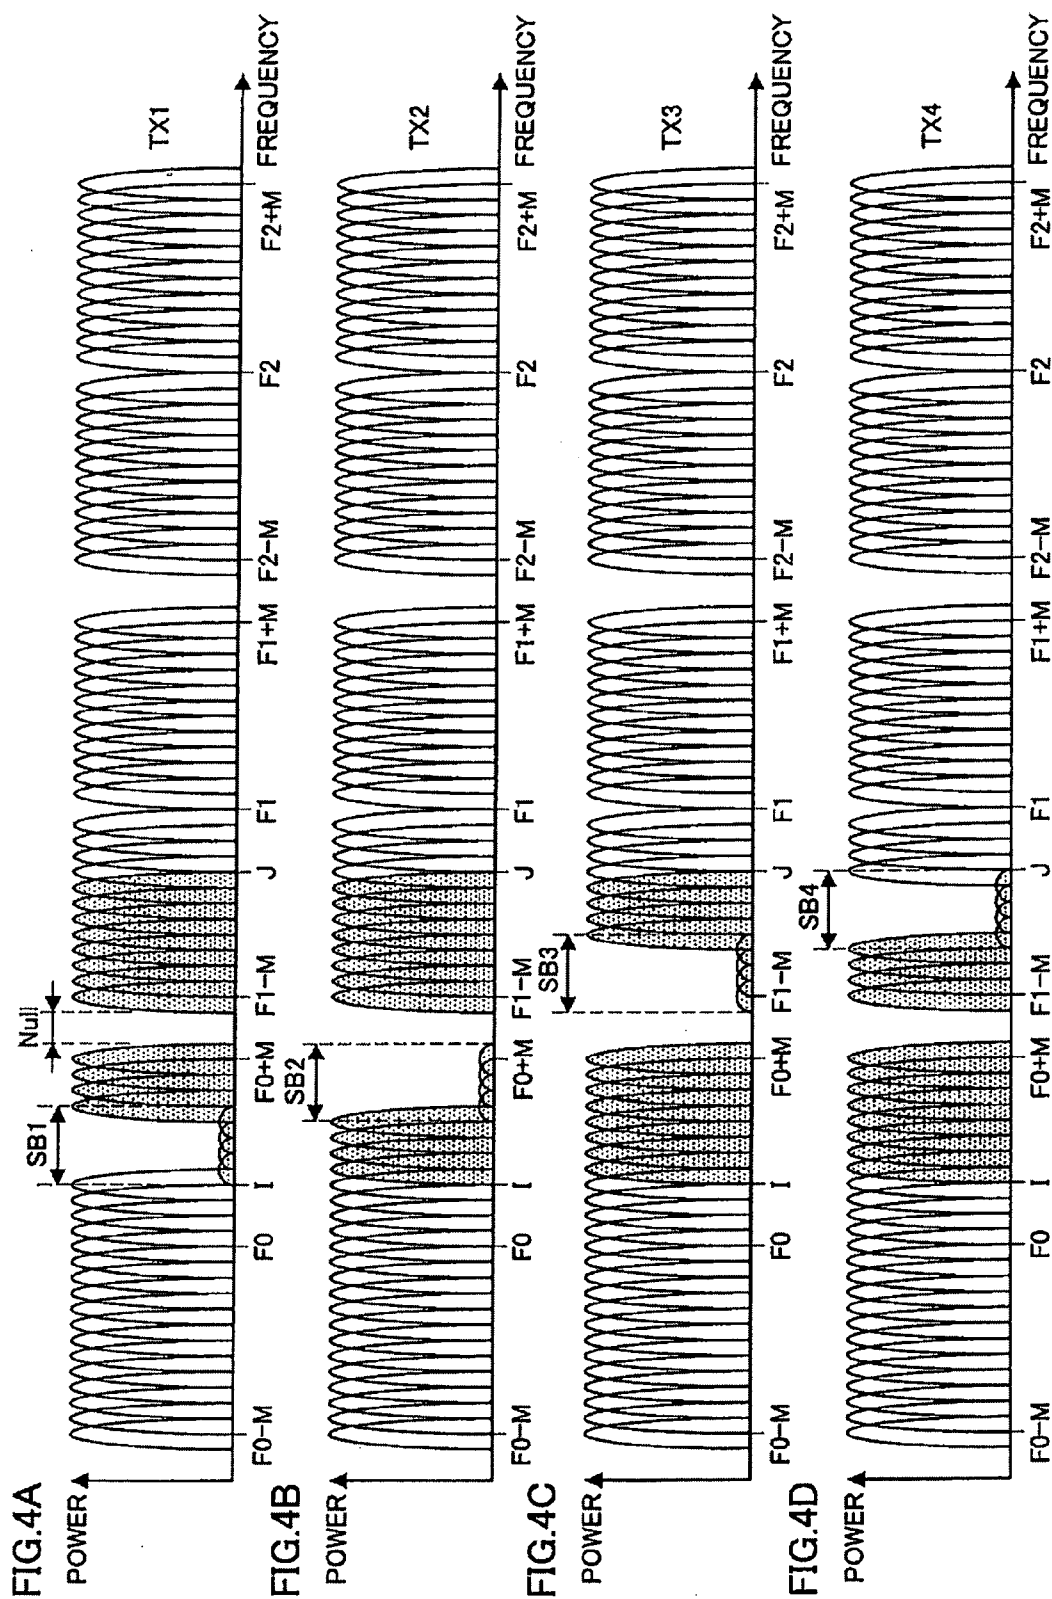 FIG.4A
POWER
SB1
Null
TX1
F0-M
F0
I
F0+M
F1-M
J
F1
F1+M
F2-M
F2
F2+M
FREQUENCY
FIG.4B
POWER
SB2
TX2
F0-M
F0
I
F0+M
F1-M
J
F1
F1+M
F2-M
F2
F2+M
FREQUENCY
FIG.4C
POWER
SB3
TX3
F0-M
F0
I
F0+M
F1-M
J
F1
F1+M
F2-M
F2
F2+M
FREQUENCY
FIG.4D
POWER
SB4
TX4
F0-M
F0
I
F0+M
F1-M
J
F1
F1+M
F2-M
F2
F2+M
FREQUENCY